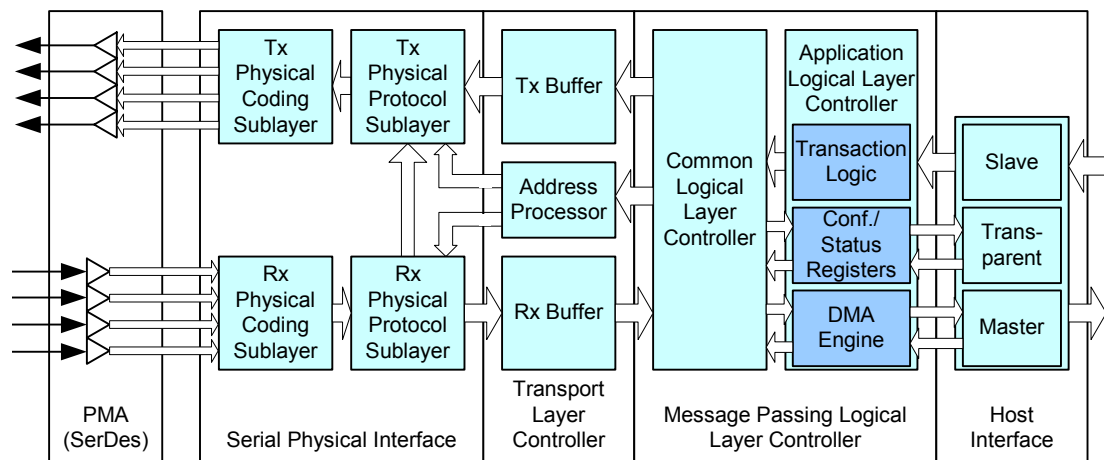 Tx
Physical
Coding
Sublayer
Tx
Physical
Protocol
Sublayer
Tx Buffer
Address
Processor
Rx
Physical
Coding
Sublayer
Rx
Physical
Protocol
Sublayer
Rx Buffer
Common
Logical
Layer
Controller
Application
Logical Layer
Controller
Transaction
Logic
Conf./
Status
Registers
DMA
Engine
Slave
Trans-
parent
Master
PMA
(SerDes)
Serial Physical Interface
Transport
Layer
Controller
Message Passing Logical
Layer Controller
Host
Interface